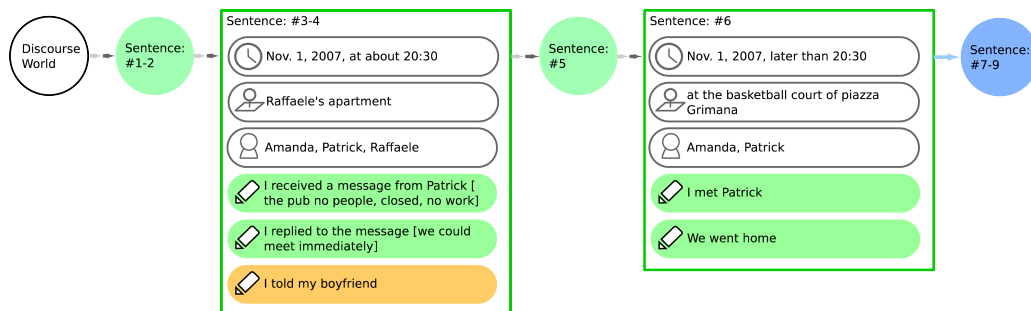 Discourse
World
Sentence:
#1-2
Sentence: #3-4
Nov. 1, 2007, at about 20:30
Raffaele's apartment
Amanda, Patrick, Raffaele
I received a message from Patrick [
the pub no people, closed, no work]
I replied to the message [we could
meet immediately]
I told my boyfriend
Sentence:
#5
Sentence: #6
Nov. 1, 2007, later than 20:30
at the basketball court of piazza
Grimana
Amanda, Patrick
I met Patrick
We went home
Sentence:
#7-9